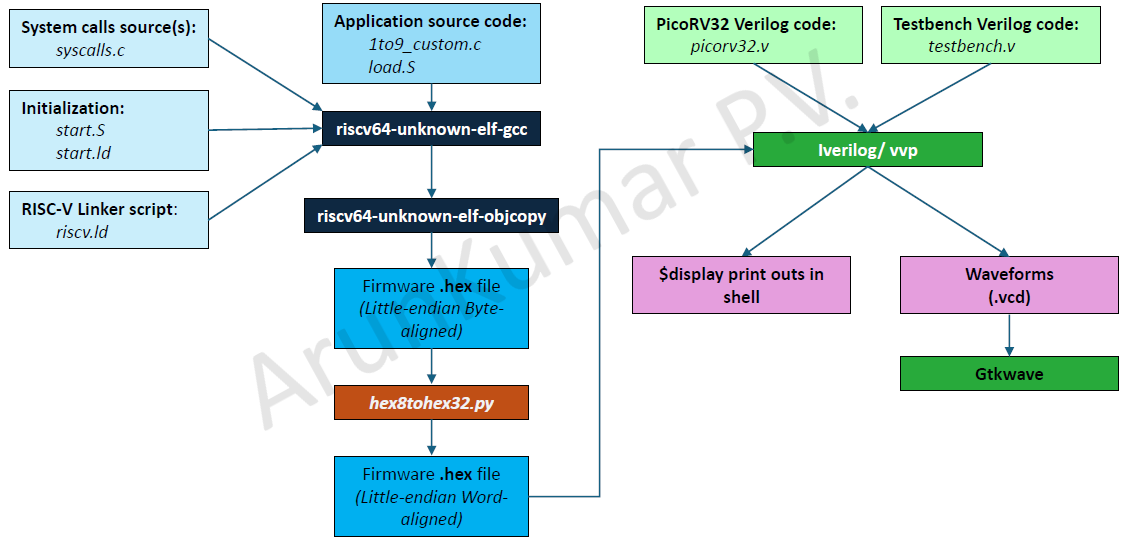 System calls source(s):
syscalls.c
Initialization:
start.S
start.ld
RISC-V Linker script:
riscv.ld
Application source code:
1to9_custom.c
load.S
riscv64-unknown-elf-gcc
riscv64-unknown-elf-objcopy
Firmware .hex file
(Little-endian Byte-
aligned)
hex8tohex32.py
Firmware .hex file
(Little-endian Word-
aligned)
PicoRV32 Verilog code:
picorv32.v
Testbench Verilog code:
testbench.v
Iverilog/ vvp
$display print outs in
shell
Waveforms
(.vcd)
Gtkwave
ArunKumar P.V.